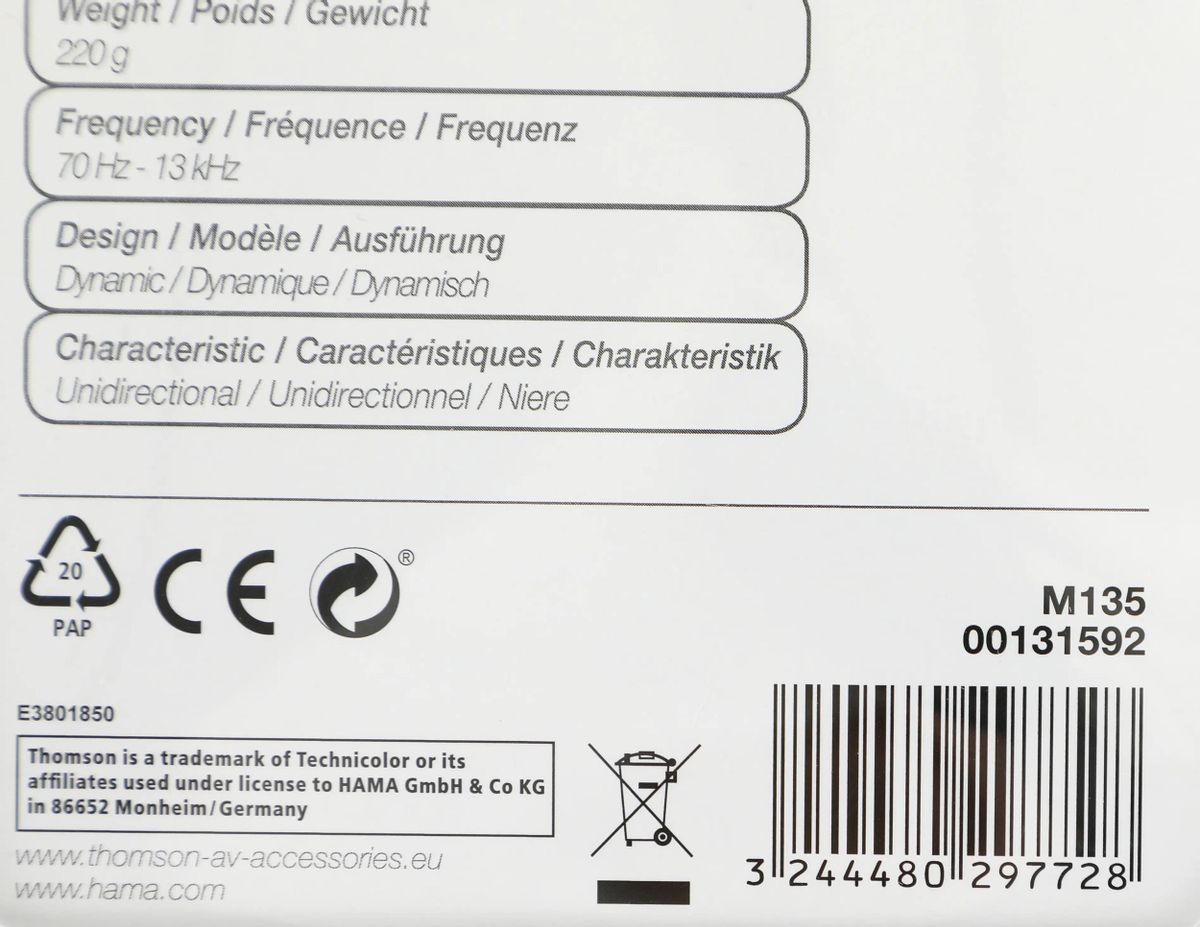 Weight / Poids / Gewicht
220 g
Frequency / Fréquence / Frequenz
70 Hz - 13 kHz
Design / Modèle / Ausführung
Dynamic / Dynamique / Dynamisch
Characteristic / Caractéristiques / Charakteristik
Unidirectional / Unidirectionnel / Niere
20
PAP
CE
®
M135
00131592
E3801850
Thomson is a trademark of Technicolor or its
affiliates used under license to HAMA GmbH & Co KG
in 86652 Monheim/Germany
www.thomson-av-accessories.eu
www.hama.com
3 244480 297728